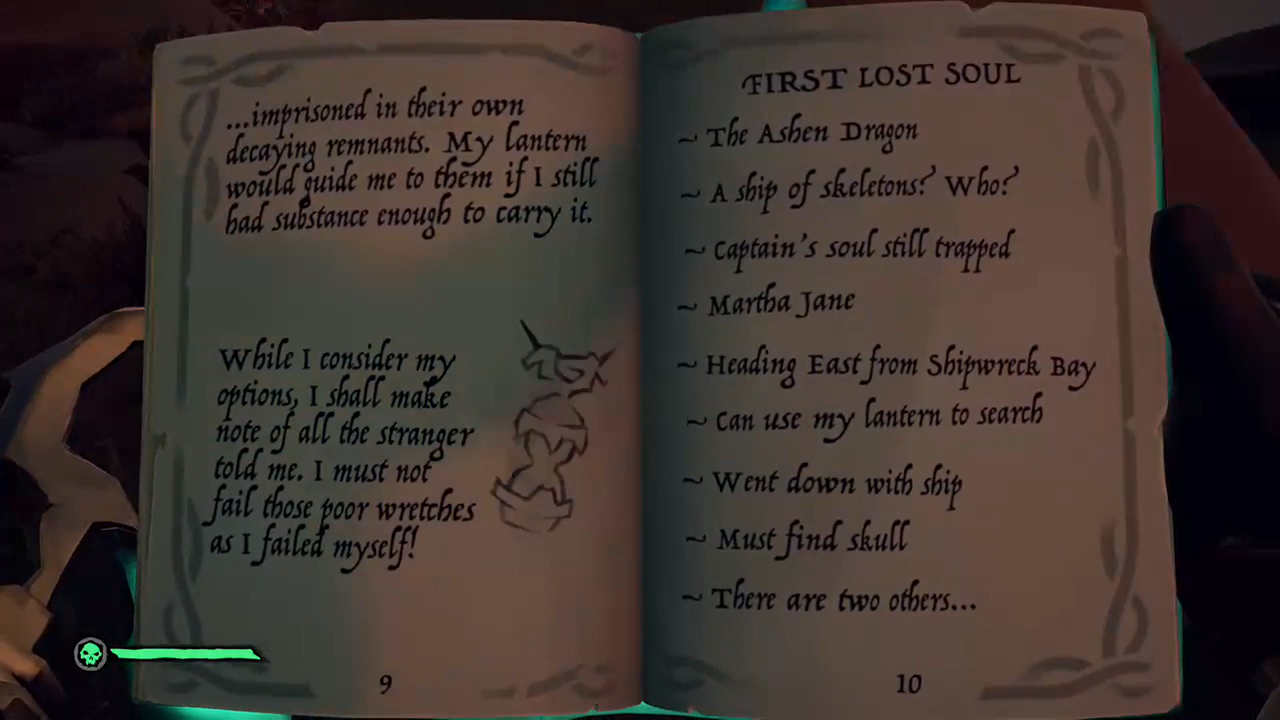 ...imprisoned in their own
decaying remnants. My lantern
would guide me to them if I still
had substance enough to carry it.
While I consider my
options, I shall make
note of all the stranger
told me. I must not
fail those poor wretches
as I failed myself!
9
FIRST LOST SOUL
~ The Ashen Dragon
~ A ship of skeletons? Who?
~ Captain's soul still trapped
~ Martha Jane
~ Heading East from Shipwreck Bay
~ Can use my lantern to search
~ Went down with ship
~ Must find skull
~ There are two others...
10